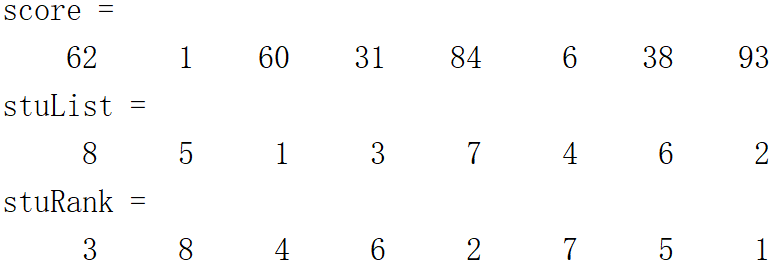 score =
62 1 60 31 84 6 38 93
stuList =
8 5 1 3 7 4 6 2
stuRank =
3 8 4 6 2 7 5 1